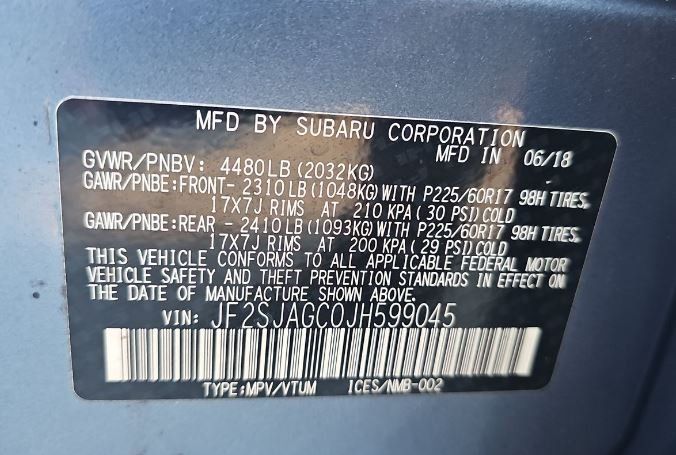 MFD BY SUBARU CORPORATION
MFD IN 06/18
GVWR/PNBV: 4480LB (2032KG)
GAWR/PNBE:FRONT- 2310 LB (1048KG) WITH P225/60R17 98H TIRES,
17X7J RIMS AT 210 KPA ( 30 PSI) COLD
GAWR/PNBE:REAR - 2410 LB (1093KG) WITH P225/60R17 98H TIRES,
17X7J RIMS AT 200 KPA ( 29 PSI) COLD
THIS VEHICLE CONFORMS TO ALL APPLICABLE FEDERAL MOTOR
VEHICLE SAFETY AND THEFT PREVENTION STANDARDS IN EFFECT ON
THE DATE OF MANUFACTURE SHOWN ABOVE.
VIN: JF2SJAGC0JH599045
TYPE:MPV/VTUM ICES/NMB-002